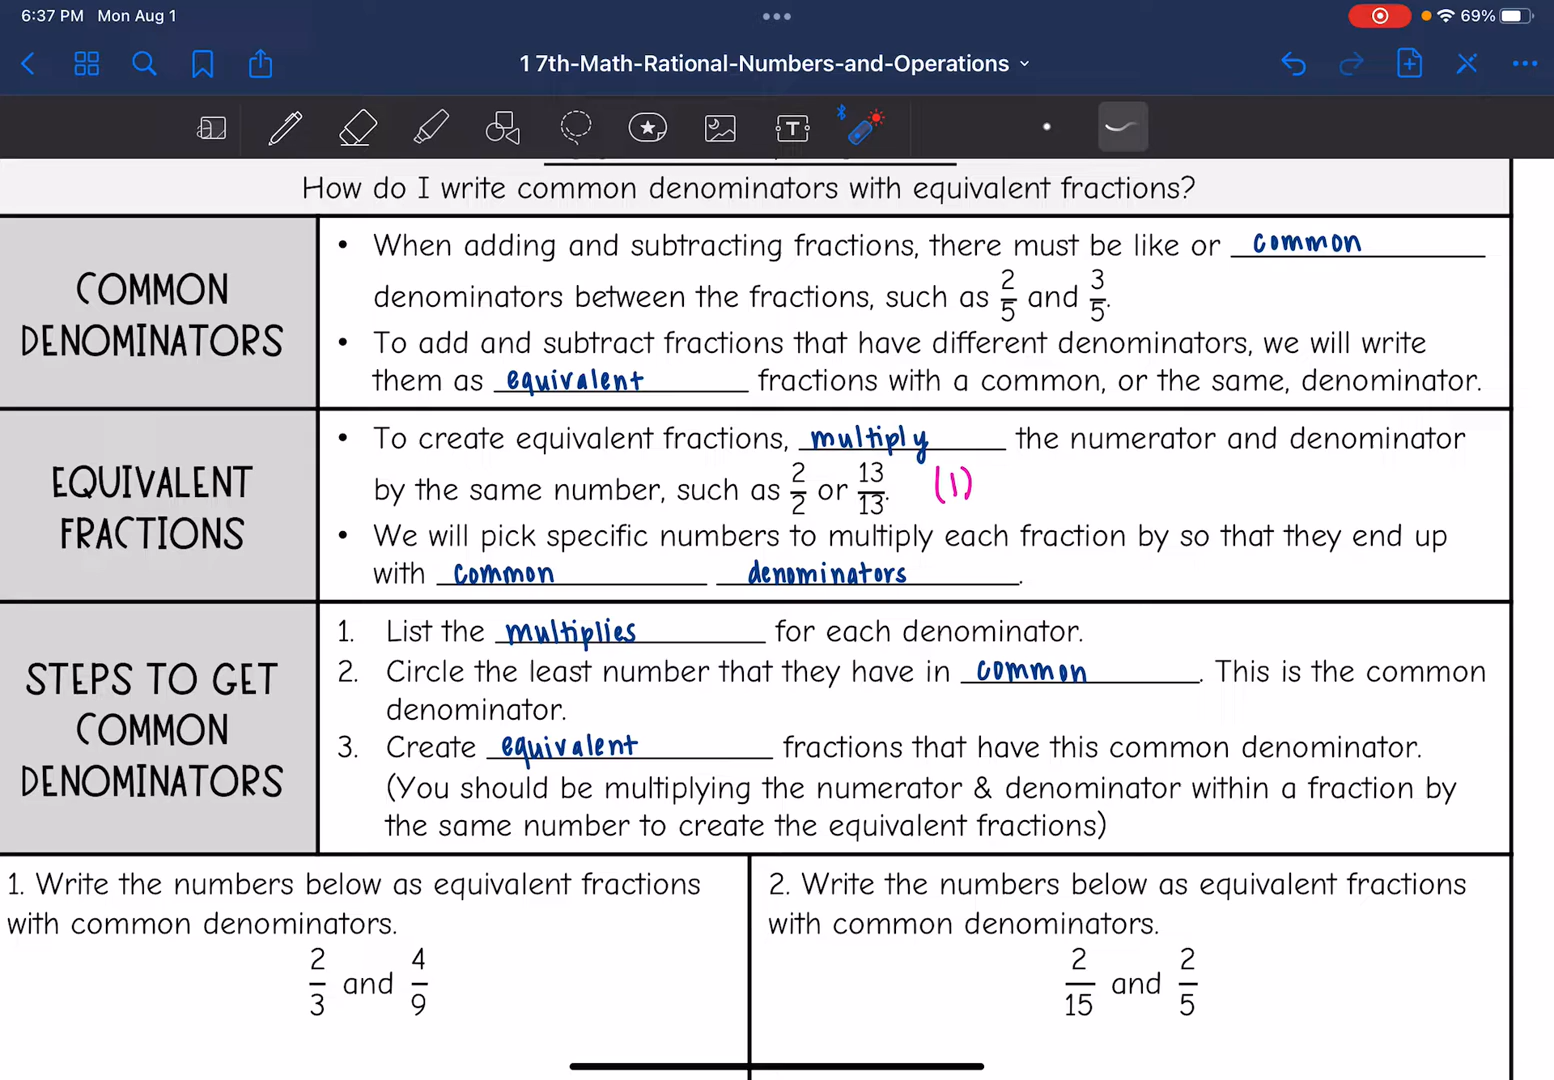 6:37 PM Mon Aug 1
69%
1 7th-Math-Rational-Numbers-and-Operations
T
How do I write common denominators with equivalent fractions?
COMMON
DENOMINATORS
• When adding and subtracting fractions, there must be like or common
denominators between the fractions, such as 2/5 and 3/5.
• To add and subtract fractions that have different denominators, we will write
them as equivalent fractions with a common, or the same, denominator.
EQUIVALENT
FRACTIONS
• To create equivalent fractions, multiply the numerator and denominator
by the same number, such as 2/2 or 13/13. (1)
• We will pick specific numbers to multiply each fraction by so that they end up
with common denominators.
STEPS TO GET
COMMON
DENOMINATORS
1. List the multiplies for each denominator.
2. Circle the least number that they have in common. This is the common
denominator.
3. Create equivalent fractions that have this common denominator.
(You should be multiplying the numerator & denominator within a fraction by
the same number to create the equivalent fractions)
1. Write the numbers below as equivalent fractions
with common denominators.
2/3 and 4/9
2. Write the numbers below as equivalent fractions
with common denominators.
2/15 and 2/5